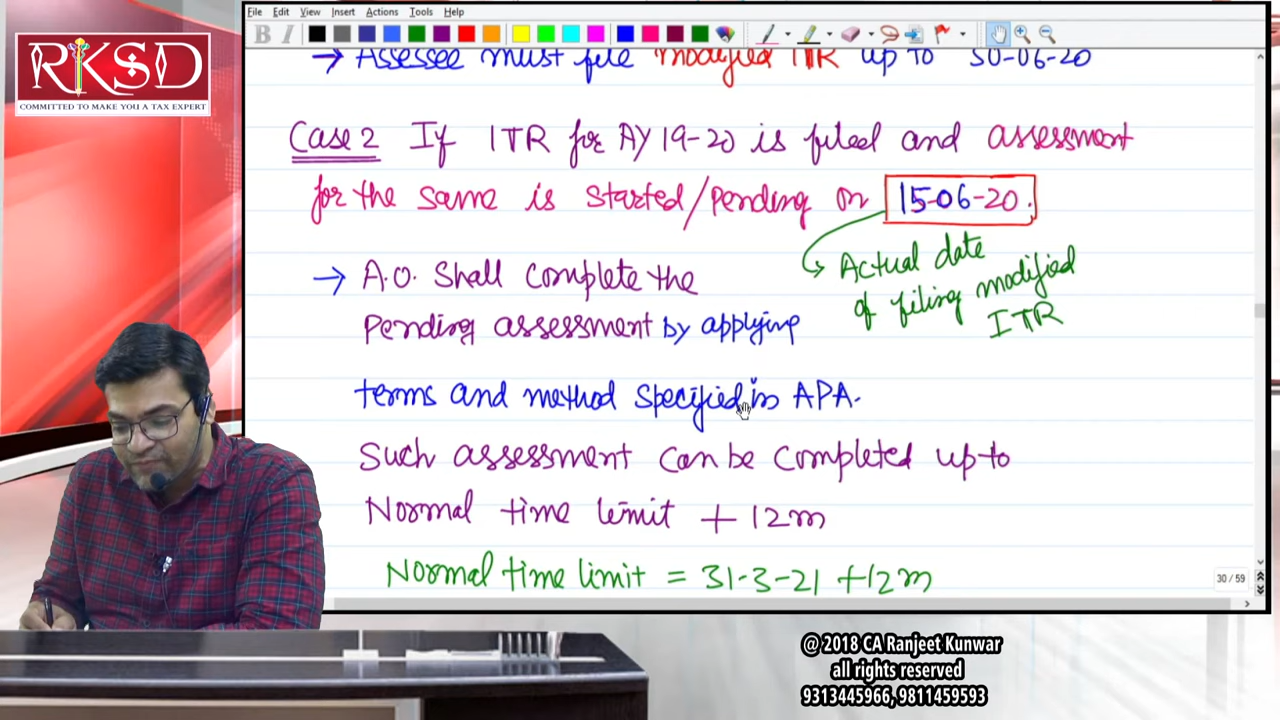 File Edit View Insert Actions Tools Help
B I
RKSD
COMMITTED TO MAKE YOU A TAX EXPERT
→ Assessee must file modified ITR up to 30-06-20
Case 2 If ITR for AY 19-20 is filed and assessment
for the same is started/pending on 15-06-20.
→ Actual date
of filing modified
ITR
→ A.O. Shall complete the
Pending assessment by applying
terms and method specified in APA.
Such assessment can be completed up to
Normal time limit + 12m
Normal time limit = 31-3-21 +12m
30 / 59
@ 2018 CA Ranjeet Kunwar
all rights reserved
9313445966, 9811459593